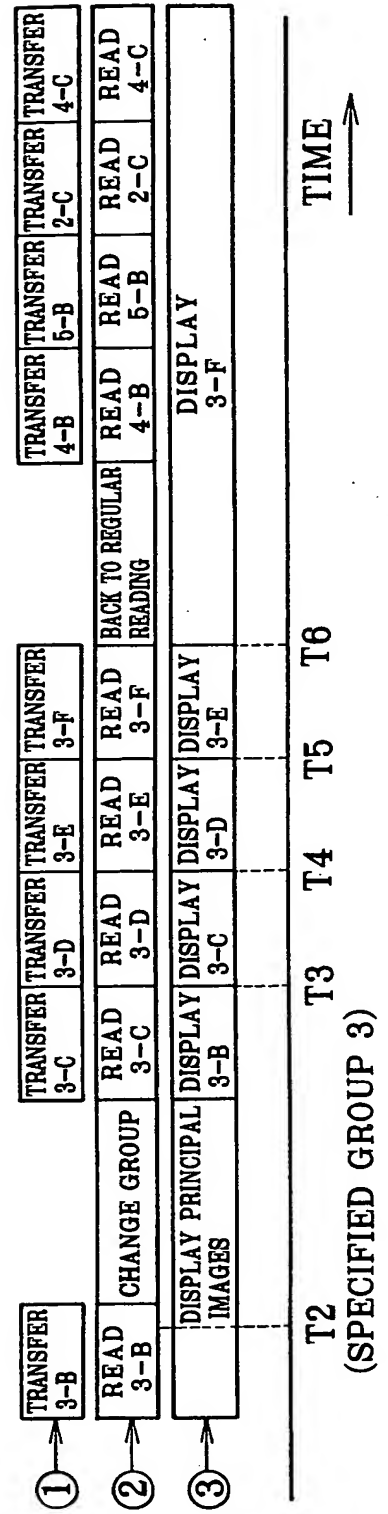 ①
TRANSFER
3-B
TRANSFER
3-C
TRANSFER
3-D
TRANSFER
3-E
TRANSFER
3-F
TRANSFER
4-B
TRANSFER
5-B
TRANSFER
2-C
TRANSFER
4-C
②
READ
3-B
CHANGE GROUP
READ
3-C
READ
3-D
READ
3-E
READ
3-F
BACK TO REGULAR
READING
READ
4-B
READ
5-B
READ
2-C
READ
4-C
③
DISPLAY PRINCIPAL
IMAGES
DISPLAY
3-B
DISPLAY
3-C
DISPLAY
3-D
DISPLAY
3-E
DISPLAY
3-F
T2
T3
T4
T5
T6
TIME
(SPECIFIED GROUP 3)